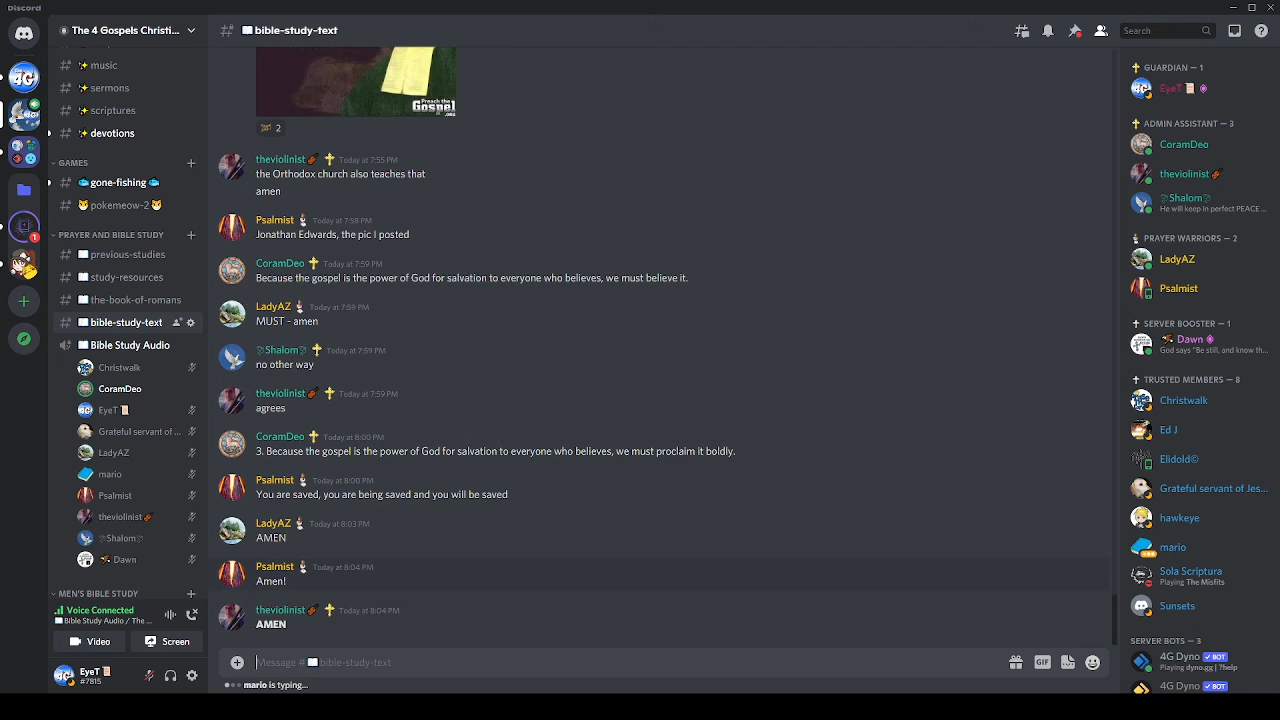 Discord
The 4 Gospels Christi...
music
sermons
scriptures
devotions
GAMES
gone-fishing
pokemeow-2
PRAYER AND BIBLE STUDY
previous-studies
study-resources
the-book-of-romans
bible-study-text
Bible Study Audio
Christwalk
CoramDeo
EyeT
Grateful servant of ...
LadyAZ
mario
Psalmist
theviolinist
Shalom
Dawn
MEN'S BIBLE STUDY
Voice Connected
Bible Study Audio / The ...
Video
Screen
EyeT
#7815
1
bible-study-text
Search
Preach the
Gospel
.ORG
2
theviolinist Today at 7:55 PM
the Orthodox church also teaches that
amen
Psalmist Today at 7:58 PM
Jonathan Edwards, the pic I posted
CoramDeo Today at 7:59 PM
Because the gospel is the power of God for salvation to everyone who believes, we must believe it.
LadyAZ Today at 7:59 PM
MUST - amen
Shalom Today at 7:59 PM
no other way
theviolinist Today at 7:59 PM
agrees
CoramDeo Today at 8:00 PM
3. Because the gospel is the power of God for salvation to everyone who believes, we must proclaim it boldly.
Psalmist Today at 8:00 PM
You are saved, you are being saved and you will be saved
LadyAZ Today at 8:03 PM
AMEN
Psalmist Today at 8:04 PM
Amen!
theviolinist Today at 8:04 PM
AMEN
Message # bible-study-text
GIF
mario is typing...
GUARDIAN — 1
EyeT
ADMIN ASSISTANT — 3
CoramDeo
theviolinist
Shalom
He will keep in perfect PEACE ...
PRAYER WARRIORS — 2
LadyAZ
Psalmist
SERVER BOOSTER — 1
Dawn
God says "Be still, and know th...
TRUSTED MEMBERS — 8
Christwalk
Ed J
Elidold©
Grateful servant of Jes...
hawkeye
mario
Sola Scriptura
Playing The Misfits
Sunsets
SERVER BOTS — 3
4G Dyno BOT
Playing dyno.gg | ?help
4G Dyno BOT